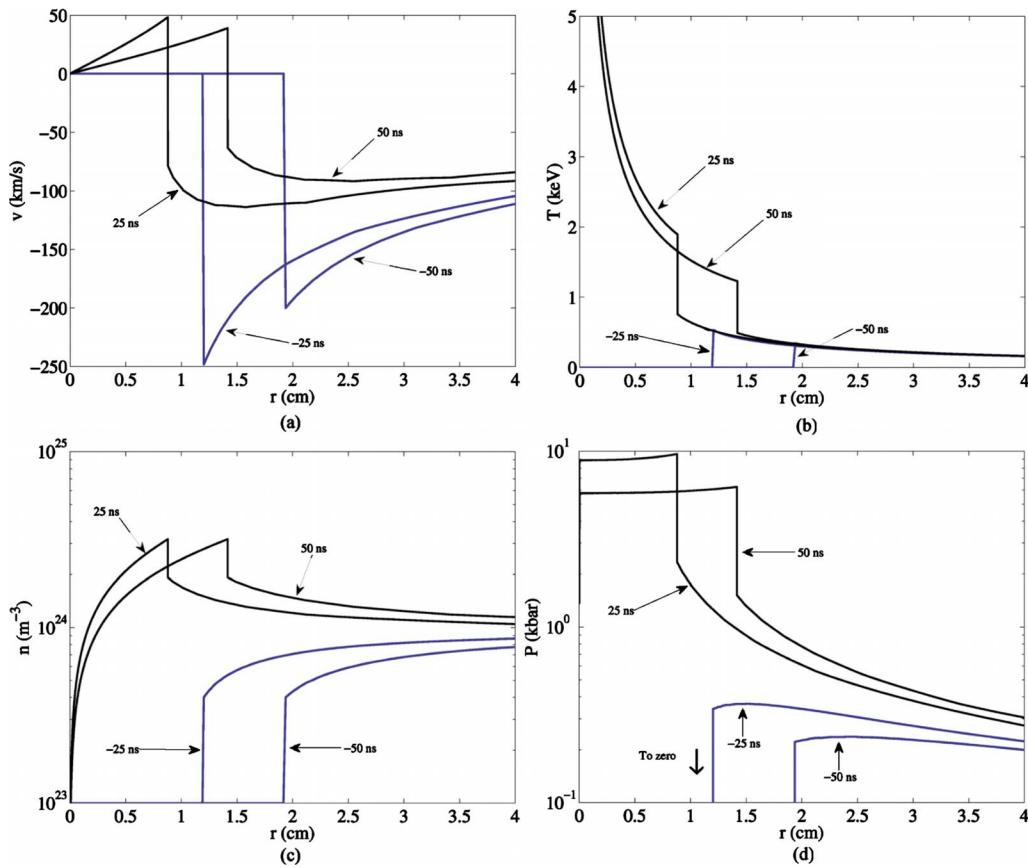 50
0
−50
−100
−150
−200
−250
v (km/s)
50 ns
25 ns
−50 ns
−25 ns
0 0.5 1 1.5 2 2.5 3 3.5 4
r (cm)
(a)
5
4
3
2
1
0
T (keV)
25 ns
50 ns
−25 ns
−50 ns
0 0.5 1 1.5 2 2.5 3 3.5 4
r (cm)
(b)
10^25
10^24
10^23
n (m^−3)
25 ns
50 ns
−25 ns
−50 ns
0 0.5 1 1.5 2 2.5 3 3.5 4
r (cm)
(c)
10^1
10^0
10^−1
P (kbar)
50 ns
25 ns
To zero
−25 ns
−50 ns
0 0.5 1 1.5 2 2.5 3 3.5 4
r (cm)
(d)